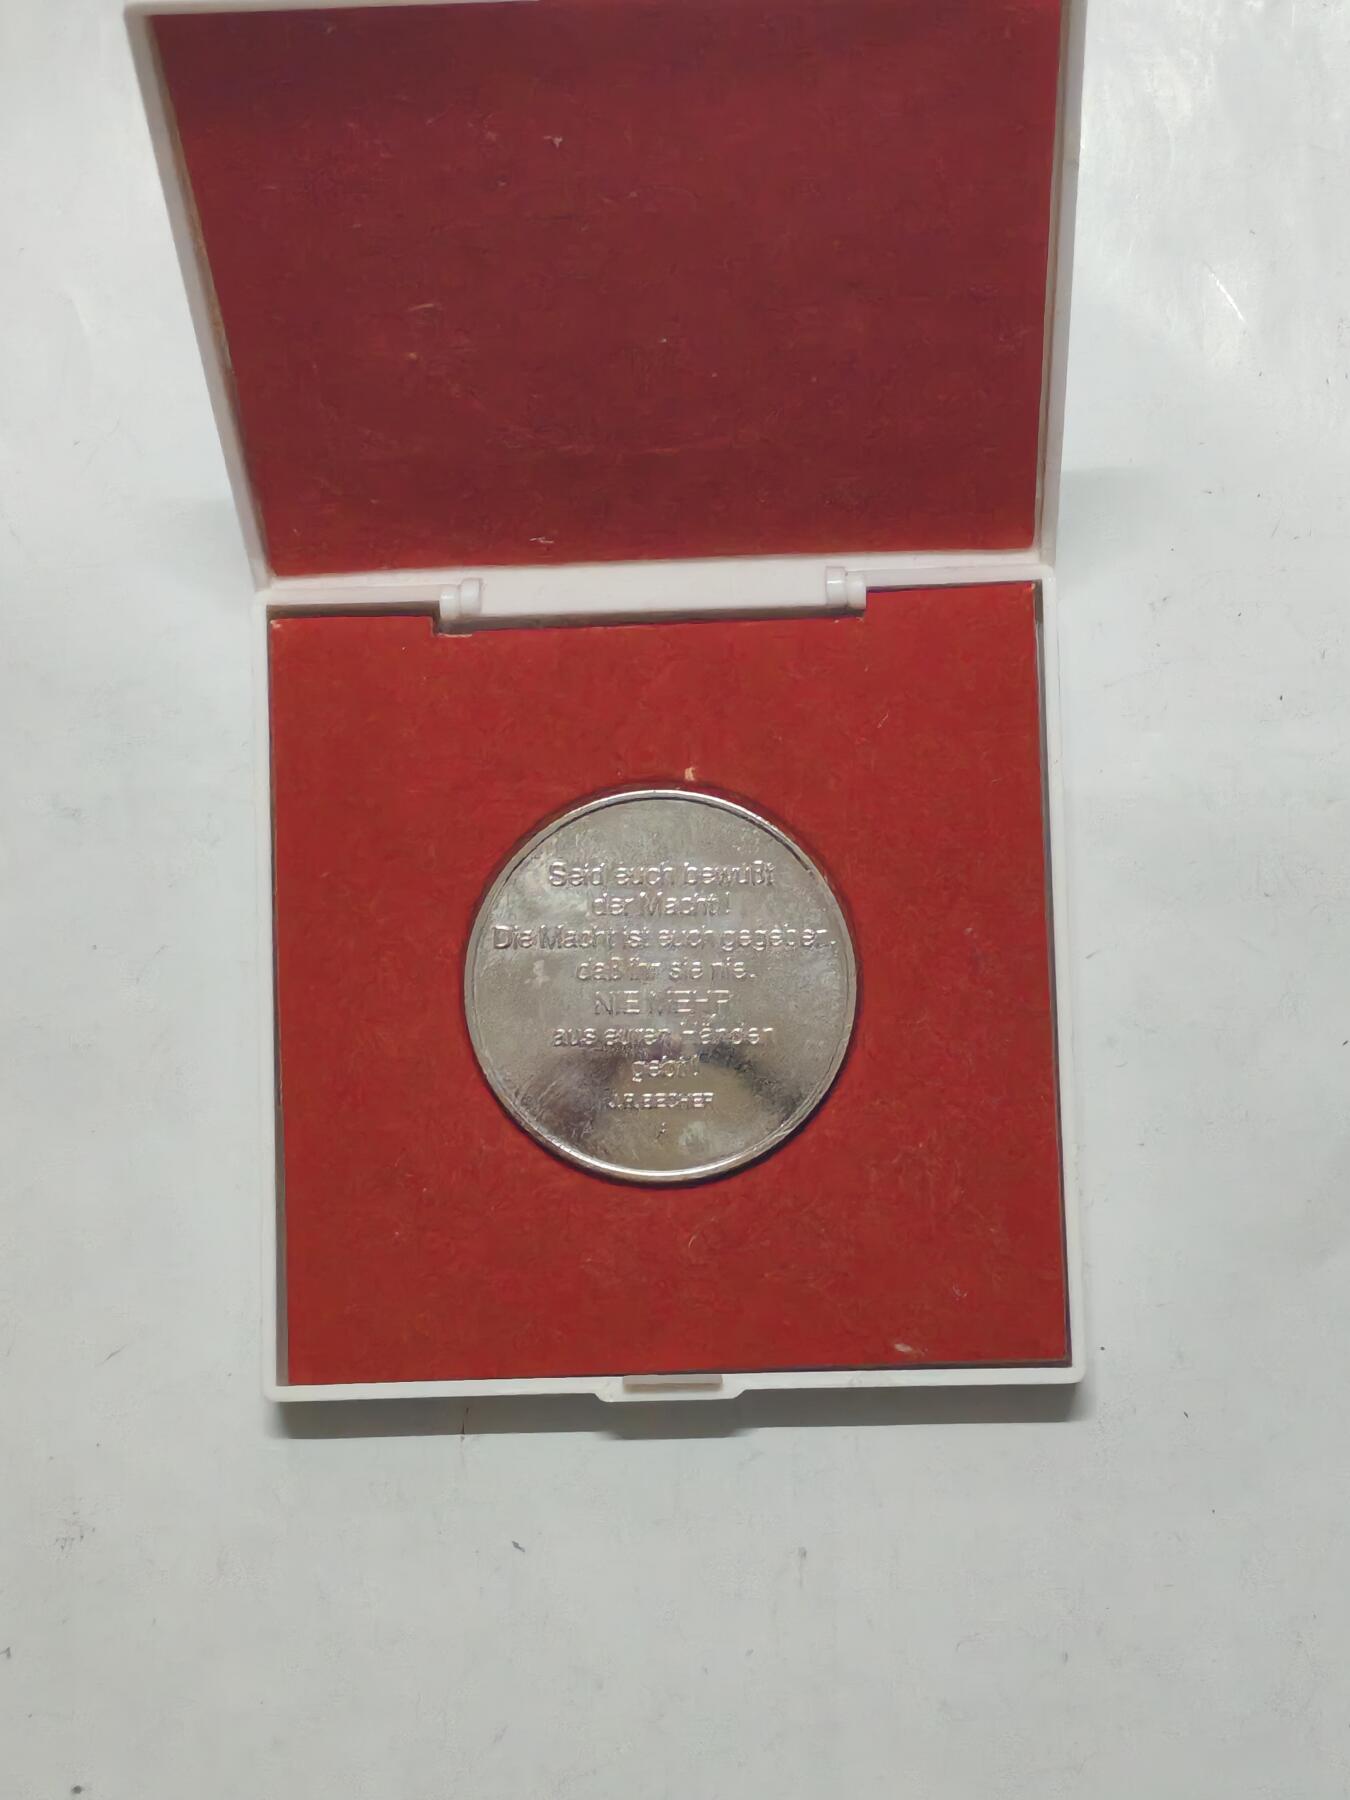 Seid euch bewußt
der Macht!
Die Macht ist euch gegeben,
daß ihr sie nie,
NIE MEHR
aus euren Händen
gebt!
J.R.BECHER